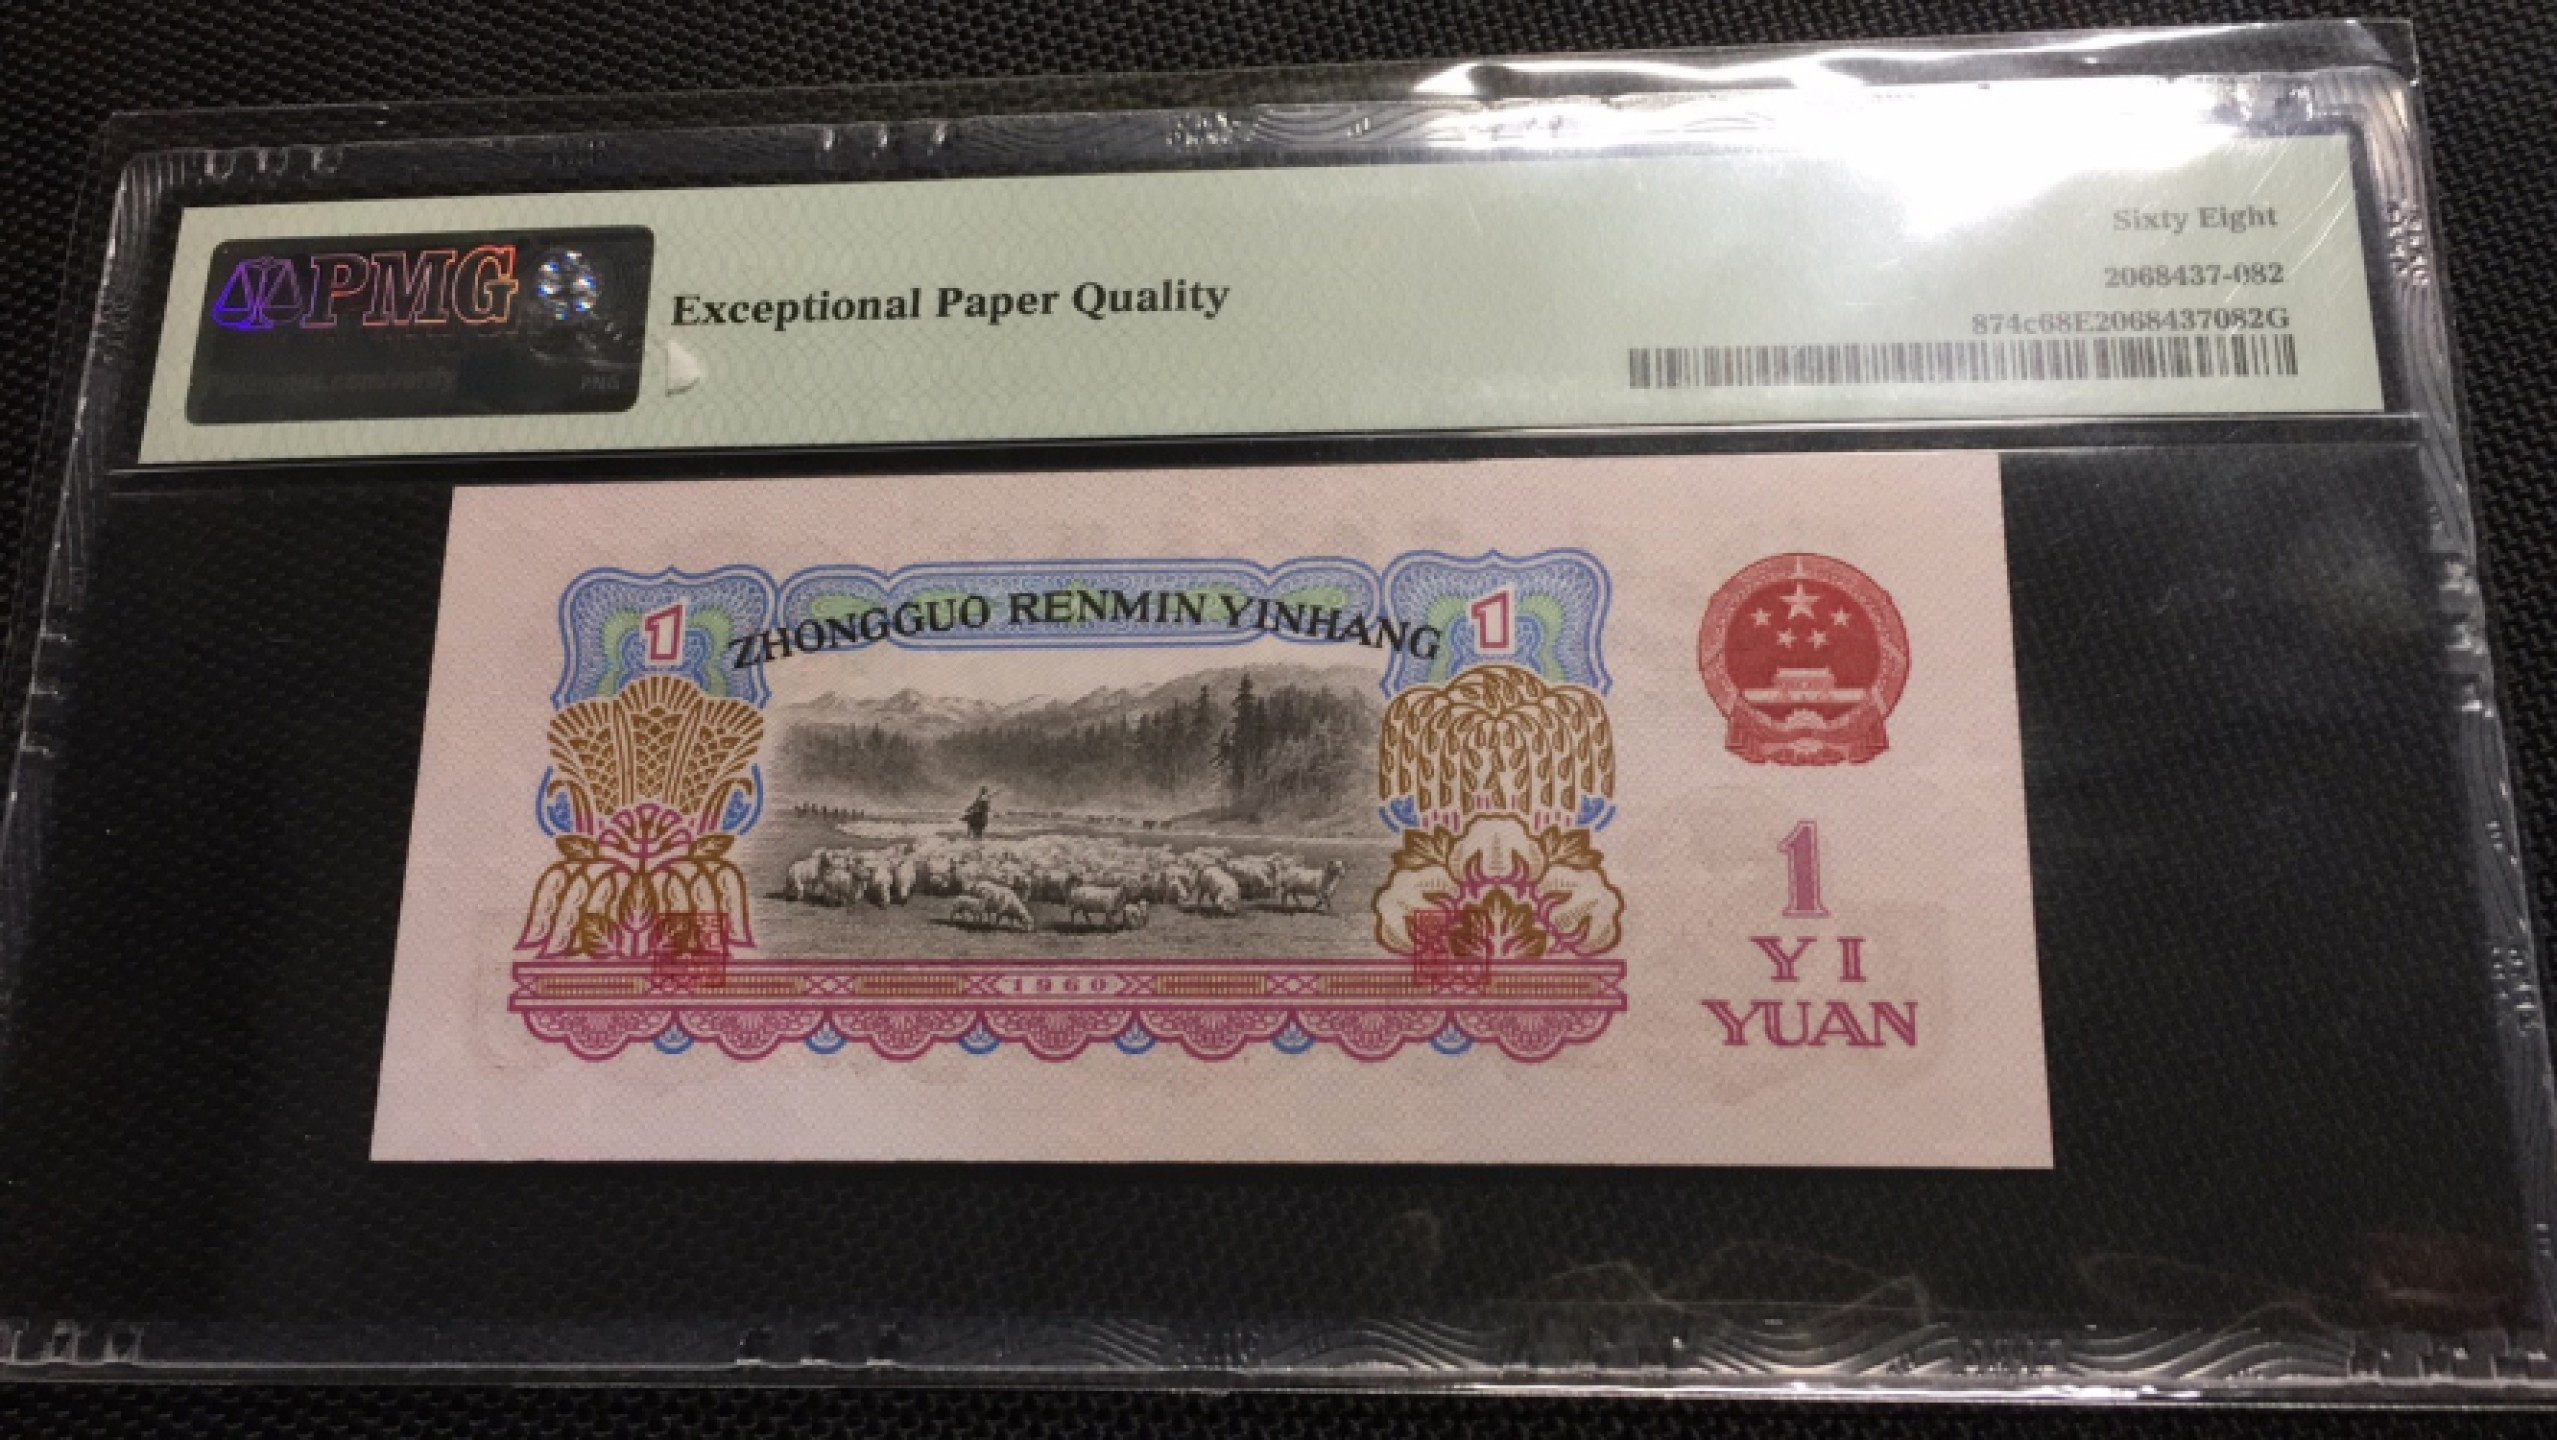 PMG
Exceptional Paper Quality
Sixty Eight
2068437-082
874c68E2068437082G
1
ZHONGGUO RENMIN YINHANG
1
1960
1
YI
YUAN